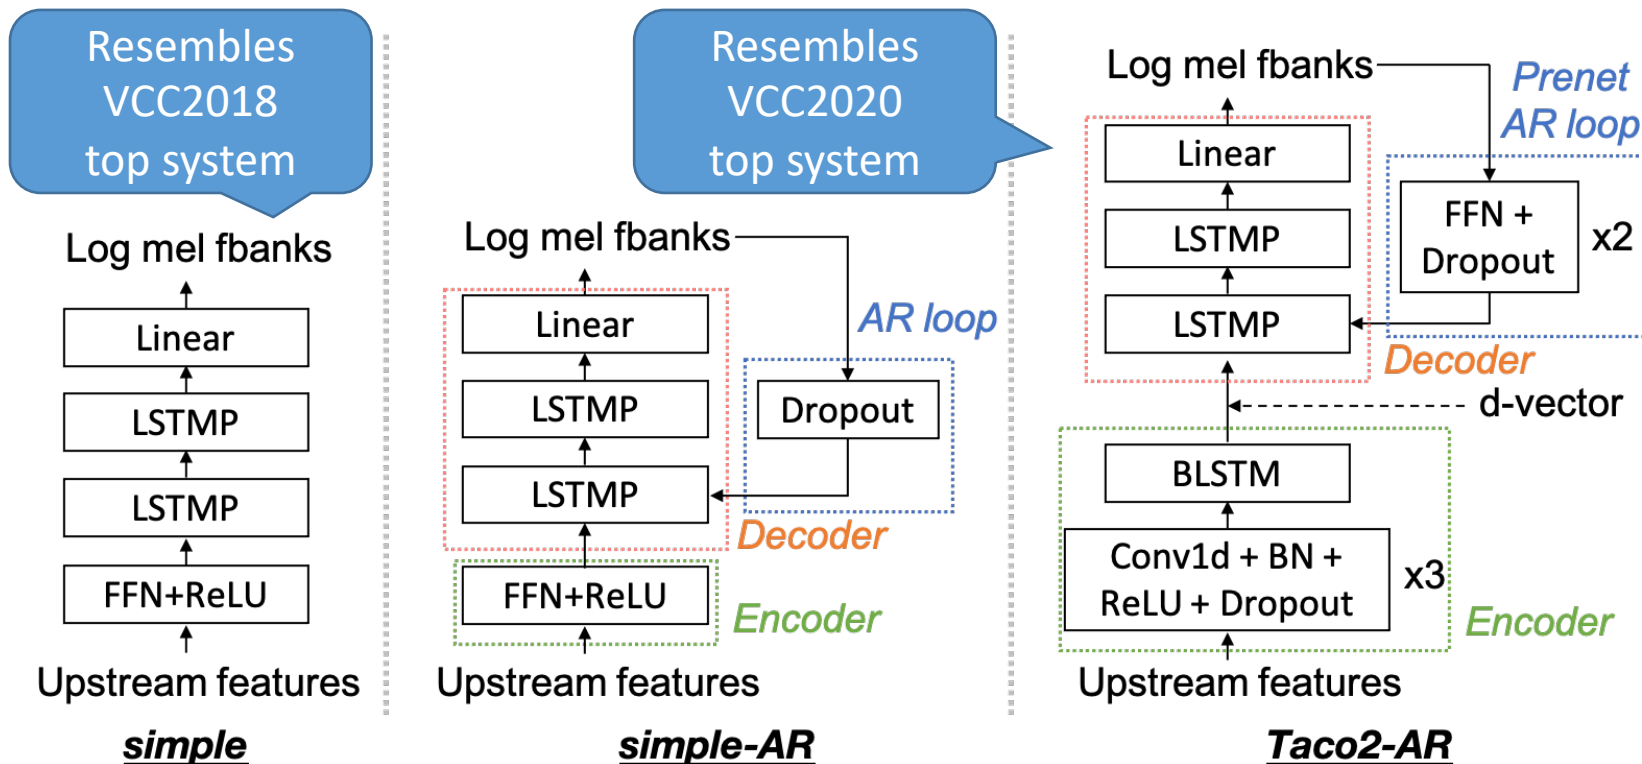 Resembles
VCC2018
top system
Log mel fbanks
Linear
LSTMP
LSTMP
FFN+ReLU
Upstream features
simple
Resembles
VCC2020
top system
Log mel fbanks
AR loop
Linear
LSTMP
Dropout
LSTMP
Decoder
FFN+ReLU
Encoder
Upstream features
simple-AR
Log mel fbanks
Prenet
AR loop
Linear
LSTMP
FFN +
Dropout
x2
LSTMP
Decoder
d-vector
BLSTM
Conv1d + BN +
ReLU + Dropout
x3
Encoder
Upstream features
Taco2-AR